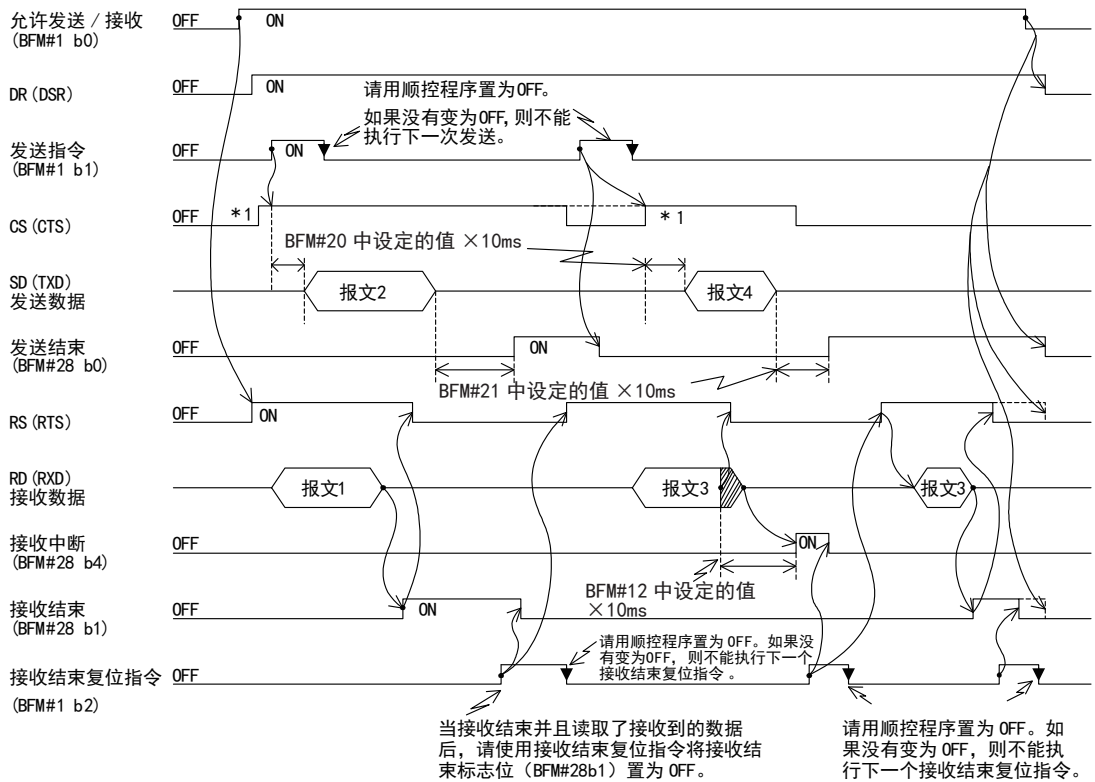 允许发送/接收 OFF ON
(BFM#1 b0)
DR(DSR) OFF ON 请用顺控程序置为OFF。
如果没有变为OFF,则不能
执行下一次发送。
发送指令 OFF ON
(BFM#1 b1)
CS(CTS) OFF *1 *1
BFM#20 中设定的值 ×10ms
SD(TXD)
发送数据 报文2 报文4
发送结束 OFF ON
(BFM#28 b0)
BFM#21 中设定的值 ×10ms
RS(RTS) OFF ON
RD(RXD)
接收数据 报文1 报文3 报文3
接收中断 OFF ON
(BFM#28 b4)
BFM#12 中设定的值
×10ms
接收结束 OFF ON
(BFM#28 b1)
请用顺控程序置为 OFF。如果没
有变为OFF, 则不能执行下一个
接收结束复位指令。
接收结束复位指令 OFF
(BFM#1 b2)
当接收结束并且读取了接收到的数据
后，请使用接收结束复位指令将接收结
束标志位（BFM#28b1）置为 OFF。
请用顺控程序置为 OFF。如
果没有变为 OFF，则不能执
行下一个接收结束复位指令。